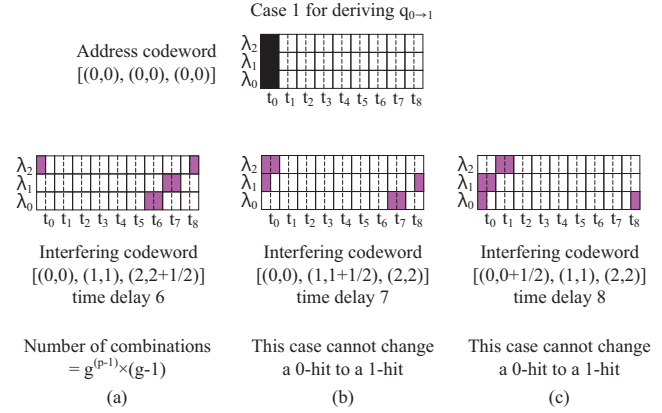 Case 1 for deriving q0→1
Address codeword
[(0,0), (0,0), (0,0)]
λ2
λ1
λ0
t0 t1 t2 t3 t4 t5 t6 t7 t8
λ2
λ1
λ0
t0 t1 t2 t3 t4 t5 t6 t7 t8
λ2
λ1
λ0
t0 t1 t2 t3 t4 t5 t6 t7 t8
λ2
λ1
λ0
t0 t1 t2 t3 t4 t5 t6 t7 t8
Interfering codeword
[(0,0), (1,1), (2,2+1/2)]
time delay 6
Interfering codeword
[(0,0), (1,1+1/2), (2,2)]
time delay 7
Interfering codeword
[(0,0+1/2), (1,1), (2,2)]
time delay 8
Number of combinations
= g(p-1)×(g-1)
This case cannot change
a 0-hit to a 1-hit
This case cannot change
a 0-hit to a 1-hit
(a)
(b)
(c)